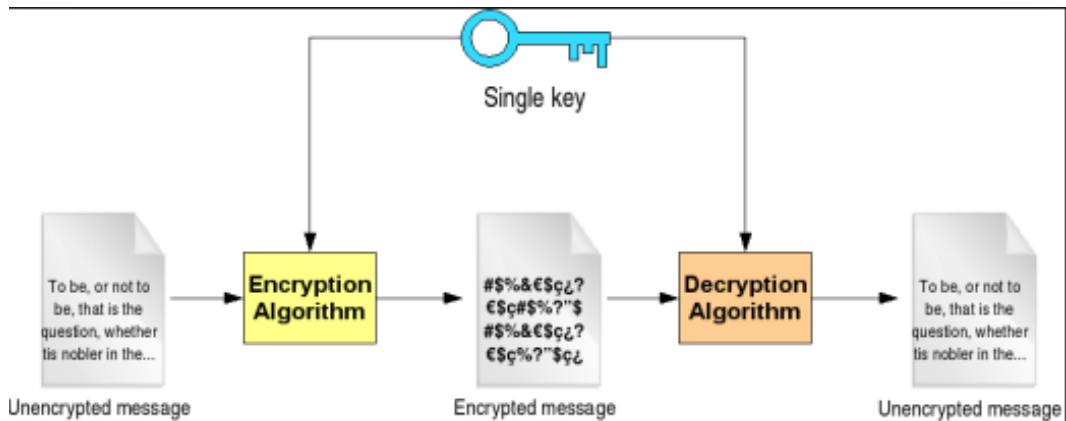 Single key
To be, or not to
be, that is the
question, whether
tis nobler in the...
Unencrypted message
Encryption
Algorithm
#$%&€$ç¿?
€$ç#$%?"$
#$%&€$ç¿?
€$ç%?"$ç¿
Encrypted message
Decryption
Algorithm
To be, or not to
be, that is the
question, whether
tis nobler in the...
Unencrypted message